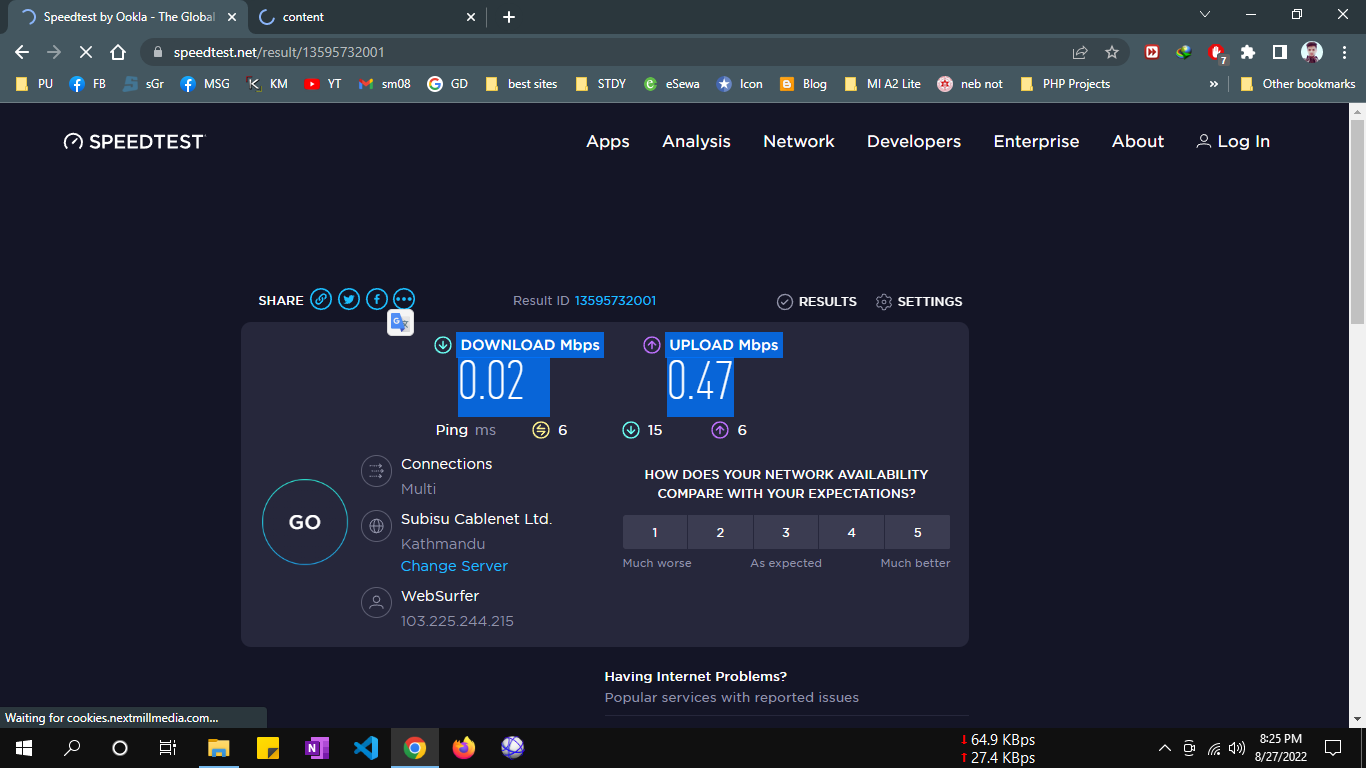 Speedtest by Ookla - The Global
content
speedtest.net/result/13595732001
7
PU
FB
sGr
MSG
KM
YT
sm08
GD
best sites
STDY
eSewa
Icon
Blog
MI A2 Lite
neb not
PHP Projects
»
Other bookmarks
SPEEDTEST
Apps
Analysis
Network
Developers
Enterprise
About
Log In
SHARE
Result ID 13595732001
RESULTS
SETTINGS
DOWNLOAD Mbps
0.02
UPLOAD Mbps
0.47
Ping ms
6
15
6
GO
Connections
Multi
Subisu Cablenet Ltd.
Kathmandu
Change Server
WebSurfer
103.225.244.215
HOW DOES YOUR NETWORK AVAILABILITY
COMPARE WITH YOUR EXPECTATIONS?
1 2 3 4 5
Much worse
As expected
Much better
Having Internet Problems?
Popular services with reported issues
Waiting for cookies.nextmillmedia.com...
64.9 KBps
27.4 KBps
8:25 PM
8/27/2022